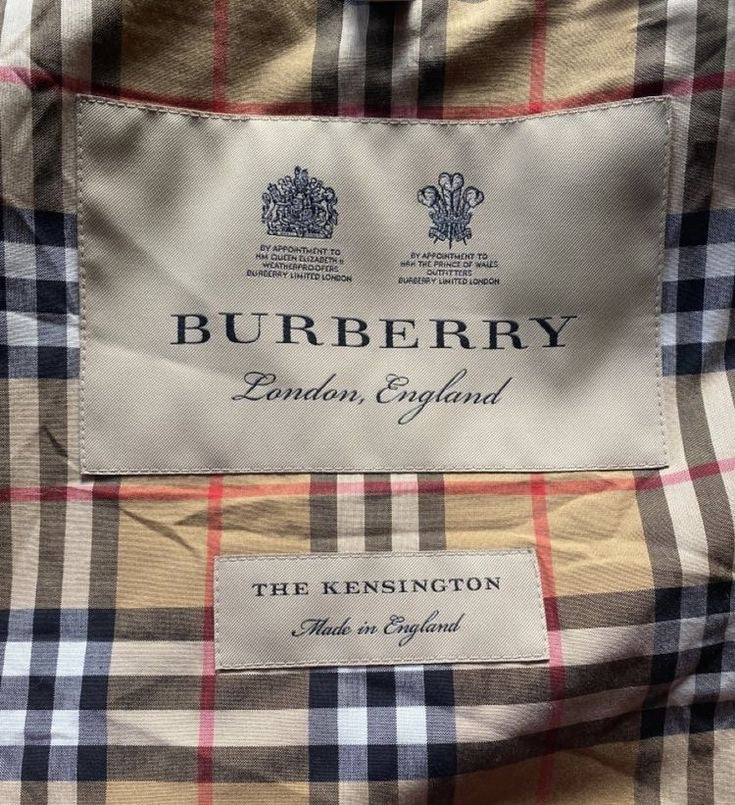 BY APPOINTMENT TO
HM QUEEN ELIZABETH II
WEATHERPROOFERS
BURBERRY LIMITED LONDON
BY APPOINTMENT TO
HRH THE PRINCE OF WALES
OUTFITTERS
BURBERRY LIMITED LONDON
BURBERRY
London, England
THE KENSINGTON
Made in England